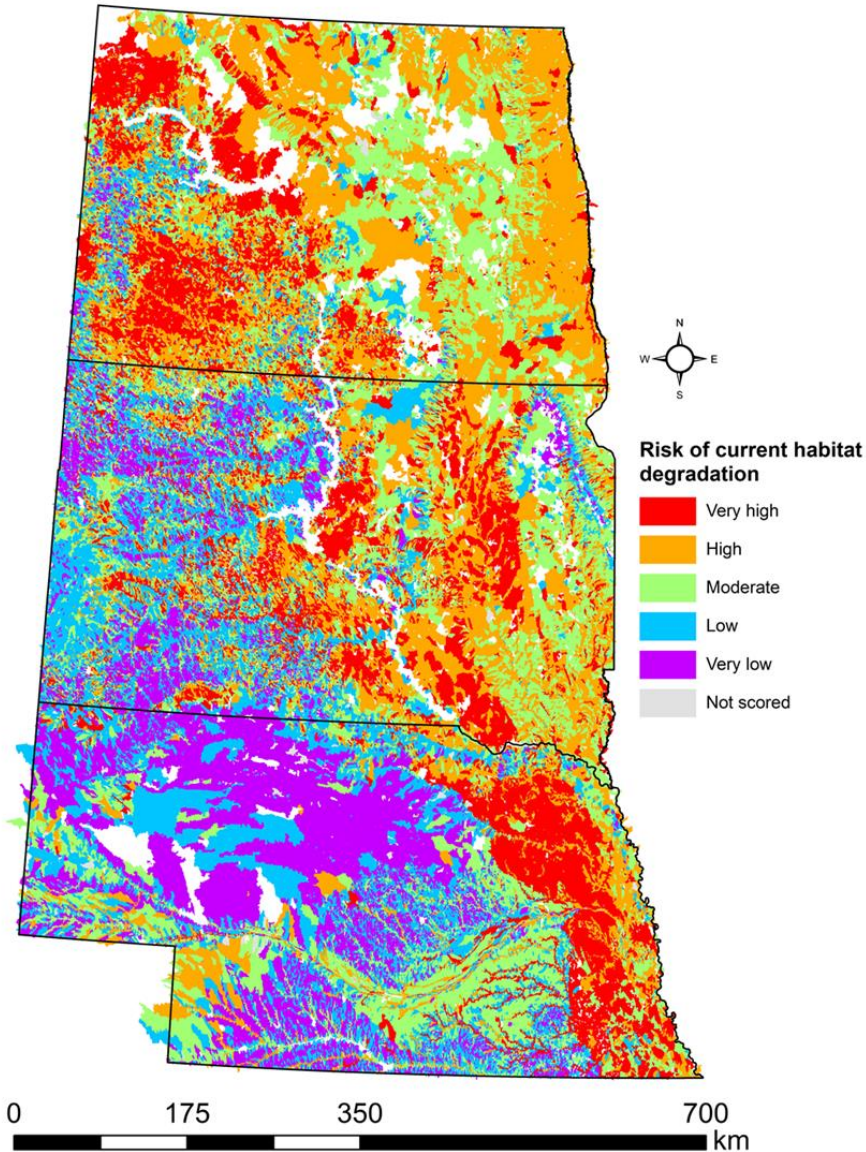 N
W E
S
Risk of current habitat
degradation
Very high
High
Moderate
Low
Very low
Not scored
0 175 350 700
km